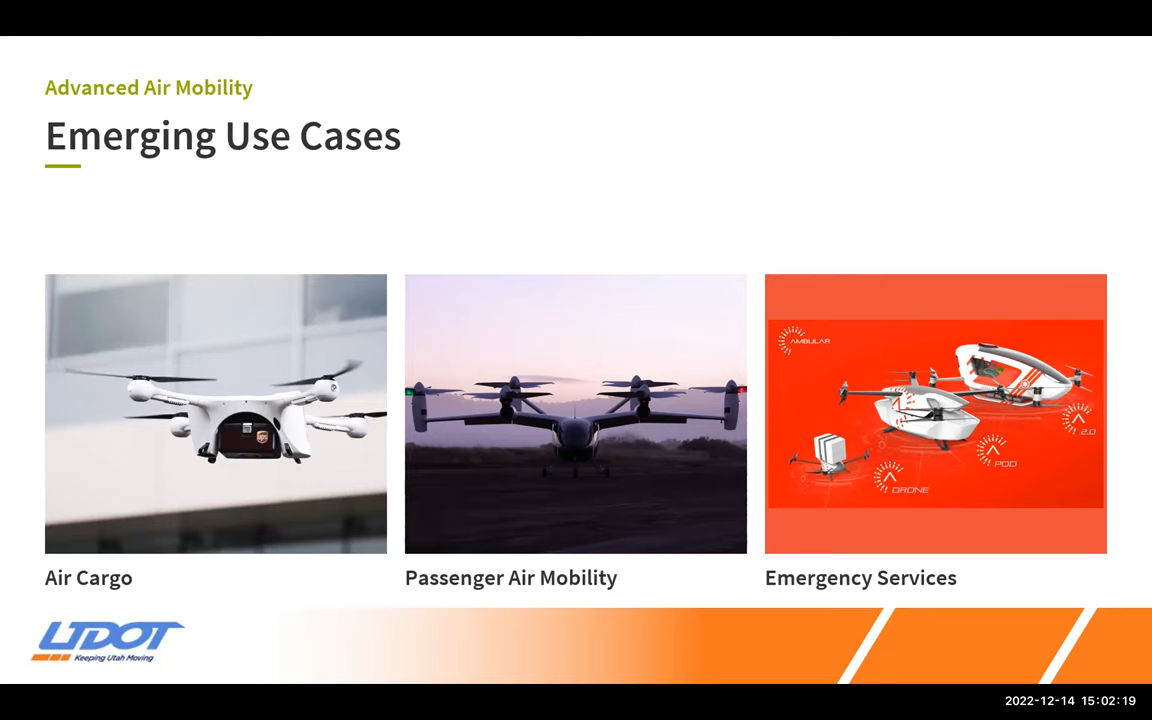 Advanced Air Mobility
Emerging Use Cases
ups
AMBULAR
2.0
POD
DRONE
Air Cargo
Passenger Air Mobility
Emergency Services
UDOT
Keeping Utah Moving
2022-12-14 15:02:19